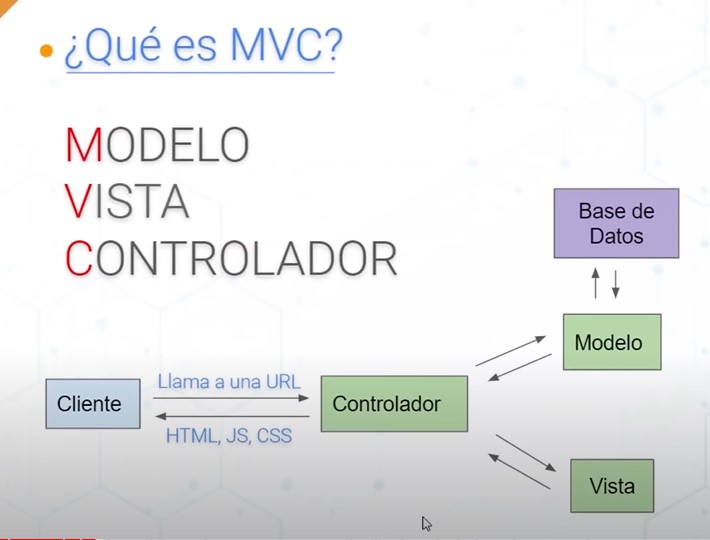 ¿Qué es MVC?
MODELO
VISTA
CONTROLADOR
Base de
Datos
Modelo
Llama a una URL
Cliente
Controlador
HTML, JS, CSS
Vista